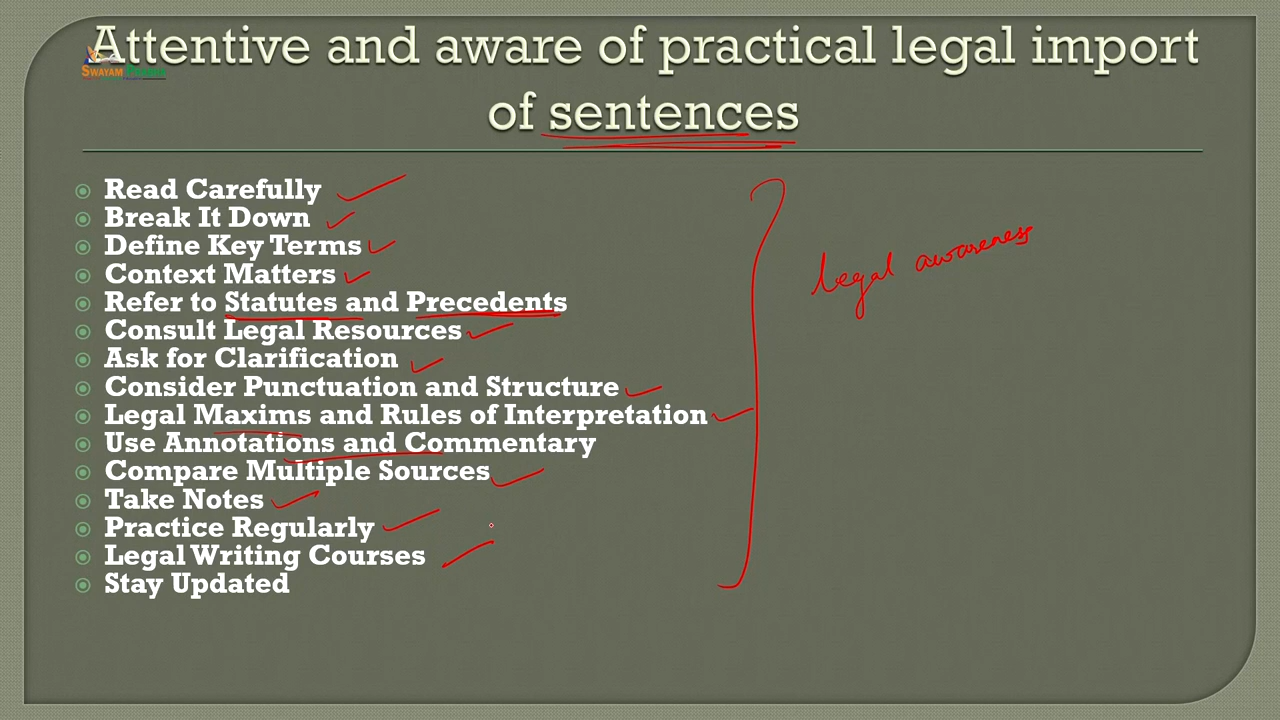 Attentive and aware of practical legal import
of sentences
SWAYAM PRABHA
Read Carefully
Break It Down
Define Key Terms
Context Matters
Refer to Statutes and Precedents
Consult Legal Resources
Ask for Clarification
Consider Punctuation and Structure
Legal Maxims and Rules of Interpretation
Use Annotations and Commentary
Compare Multiple Sources
Take Notes
Practice Regularly
Legal Writing Courses
Stay Updated
legal awareness